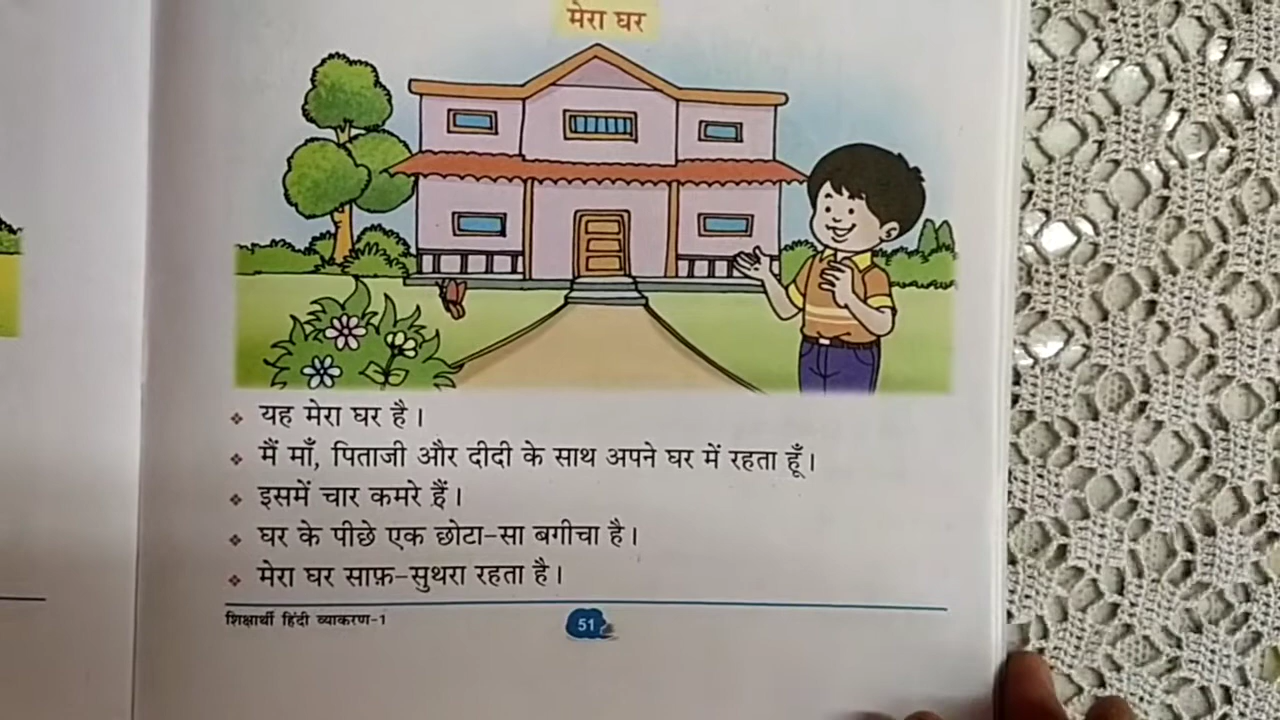 मेरा घर
❖ यह मेरा घर है।
❖ मैं माँ, पिताजी और दीदी के साथ अपने घर में रहता हूँ।
❖ इसमें चार कमरे हैं।
❖ घर के पीछे एक छोटा-सा बगीचा है।
❖ मेरा घर साफ़-सुथरा रहता है।
शिक्षार्थी हिंदी व्याकरण-1
51